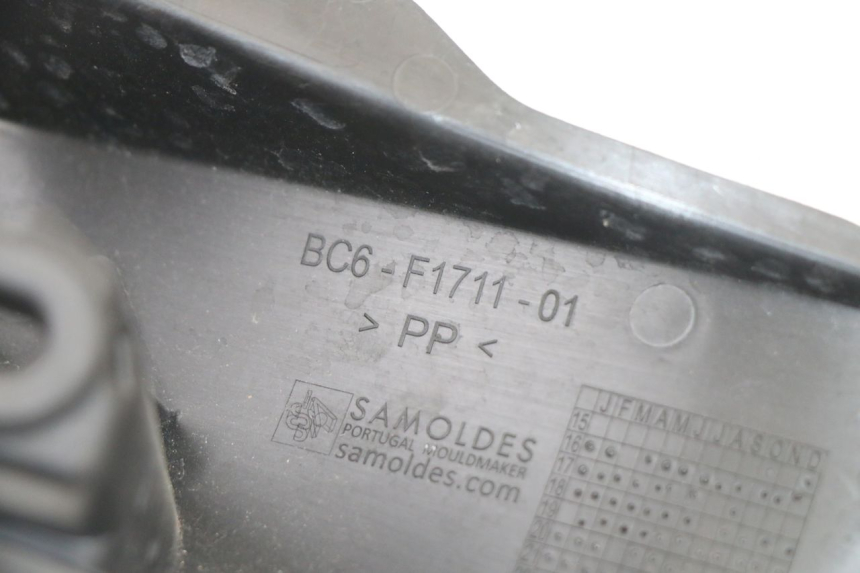 BC6-F1711-01
> PP <
SAMOLDES
PORTUGAL MOULDMAKER
samoldes.com
J F M A M J J A S O N D
15
16
17
18
19